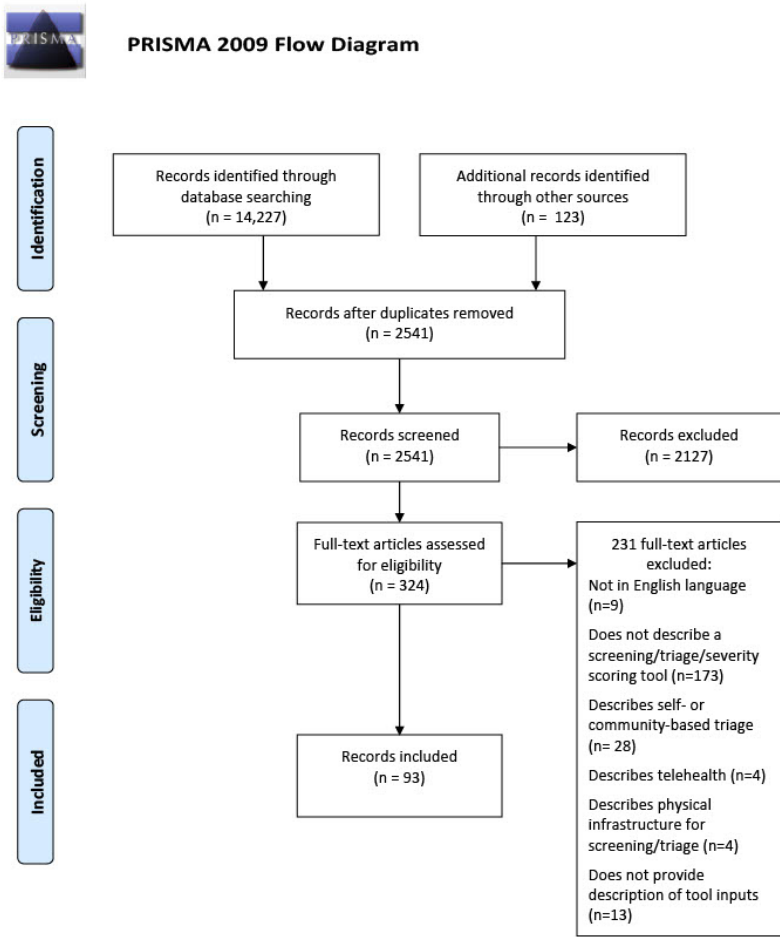 PRISMA
PRISMA 2009 Flow Diagram
Identification
Records identified through
database searching
(n = 14,227)
Additional records identified
through other sources
(n = 123)
Records after duplicates removed
(n = 2541)
Screening
Records screened
(n = 2541)
Records excluded
(n = 2127)
Eligibility
Full-text articles assessed
for eligibility
(n = 324)
231 full-text articles
excluded:
Not in English language
(n=9)
Does not describe a
screening/triage/severity
scoring tool (n=173)
Describes self- or
community-based triage
(n= 28)
Describes telehealth (n=4)
Describes physical
infrastructure for
screening/triage (n=4)
Does not provide
description of tool inputs
(n=13)
Included
Records included
(n = 93)